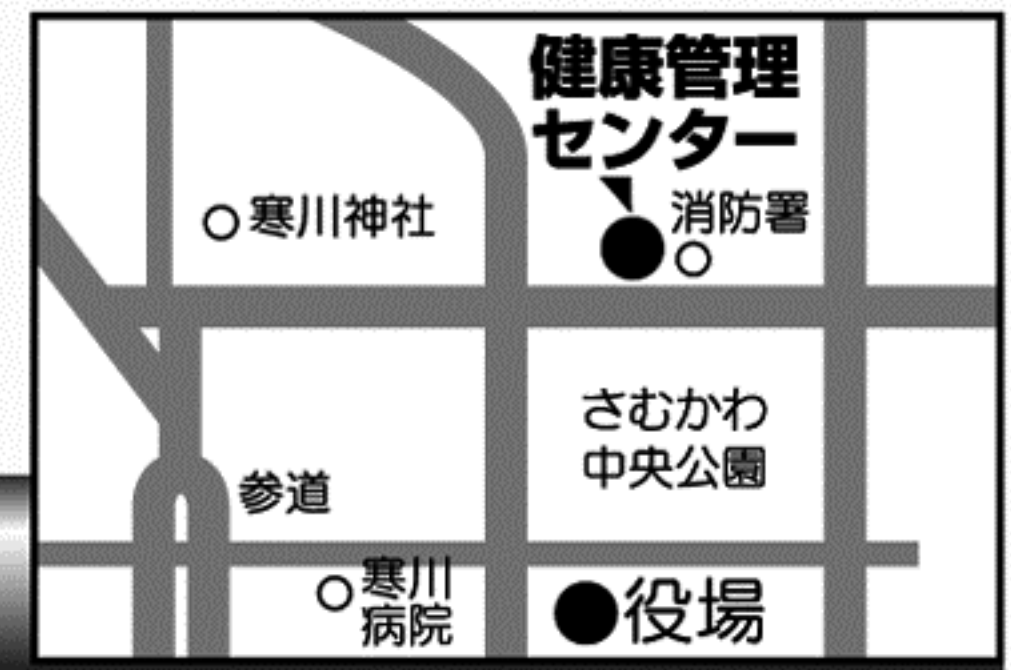 健康管理
センター
消防署
寒川神社
さむかわ
中央公園
参道
寒川
病院
役場